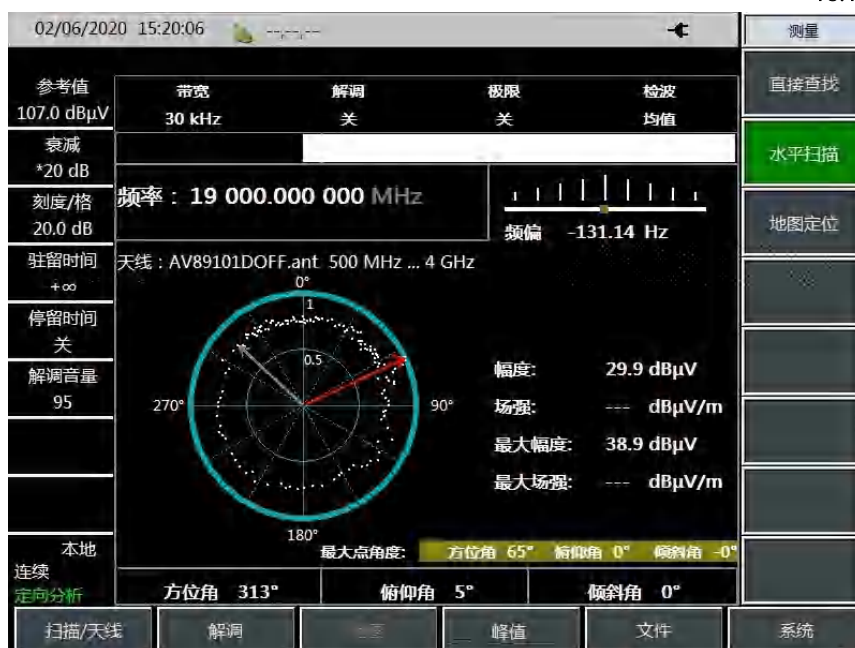 02/06/2020 15:20:06 --,--,--
测量
参考值
107.0 dBμV
衰减
*20 dB
刻度/格
20.0 dB
驻留时间
+∞
停留时间
关
解调音量
95
本地
连续
定向分析
带宽 解调 极限 检波
30 kHz 关 关 均值
频率：19 000.000 000 MHz
频偏 -131.14 Hz
天线：AV89101DOFF.ant 500 MHz ... 4 GHz
0°
1
0.5
270°
90°
180°
幅度: 29.9 dBμV
场强: --- dBμV/m
最大幅度: 38.9 dBμV
最大场强: --- dBμV/m
最大点角度: 方位角 65° 俯仰角 0° 倾斜角 -0°
方位角 313° 俯仰角 5° 倾斜角 0°
直接查找
水平扫描
地图定位
扫描/天线 解调 峰值 文件 系统